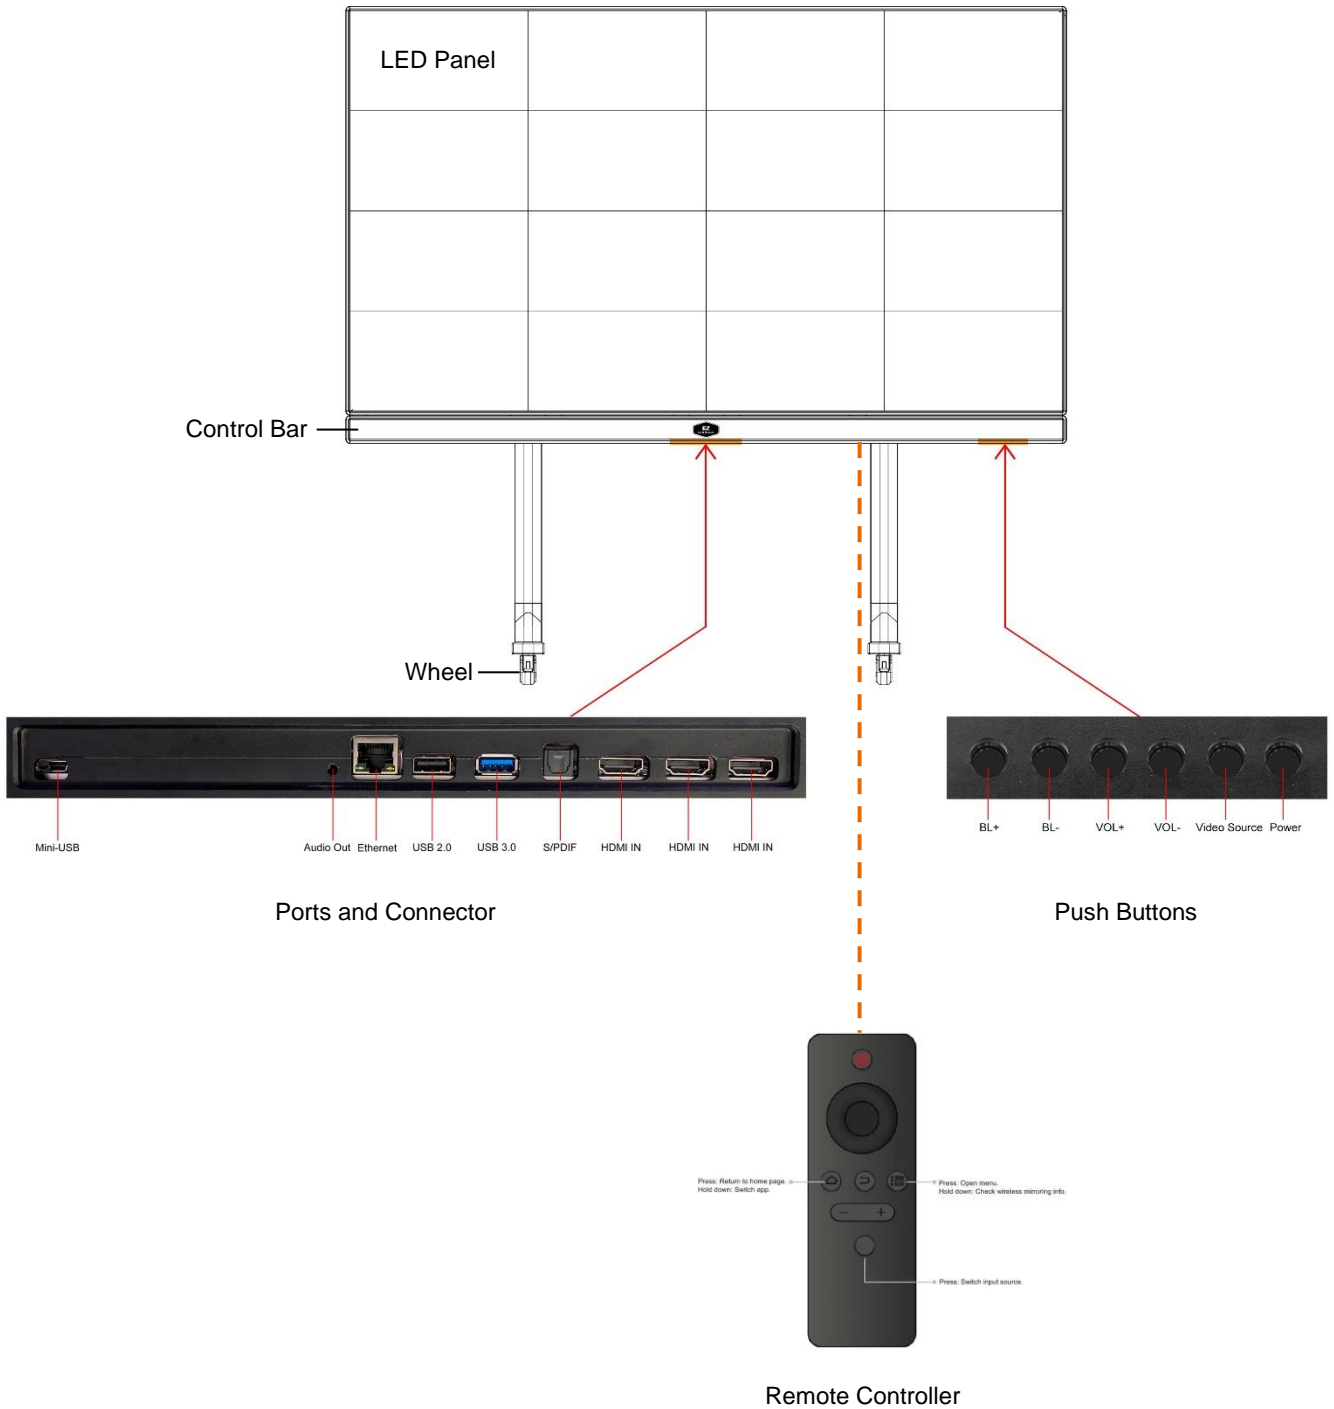 LED Panel
Control Bar
EZ
Wheel
Mini-USB
Audio Out
Ethernet
USB 2.0
USB 3.0
S/PDIF
HDMI IN
HDMI IN
HDMI IN
BL+
BL-
VOL+
VOL-
Video Source
Power
Ports and Connector
Push Buttons
Press: Return to home page.
Hold down: Switch app.
Press: Open menu.
Hold down: Check wireless mirroring info.
− +
Press: Switch input source.
Remote Controller